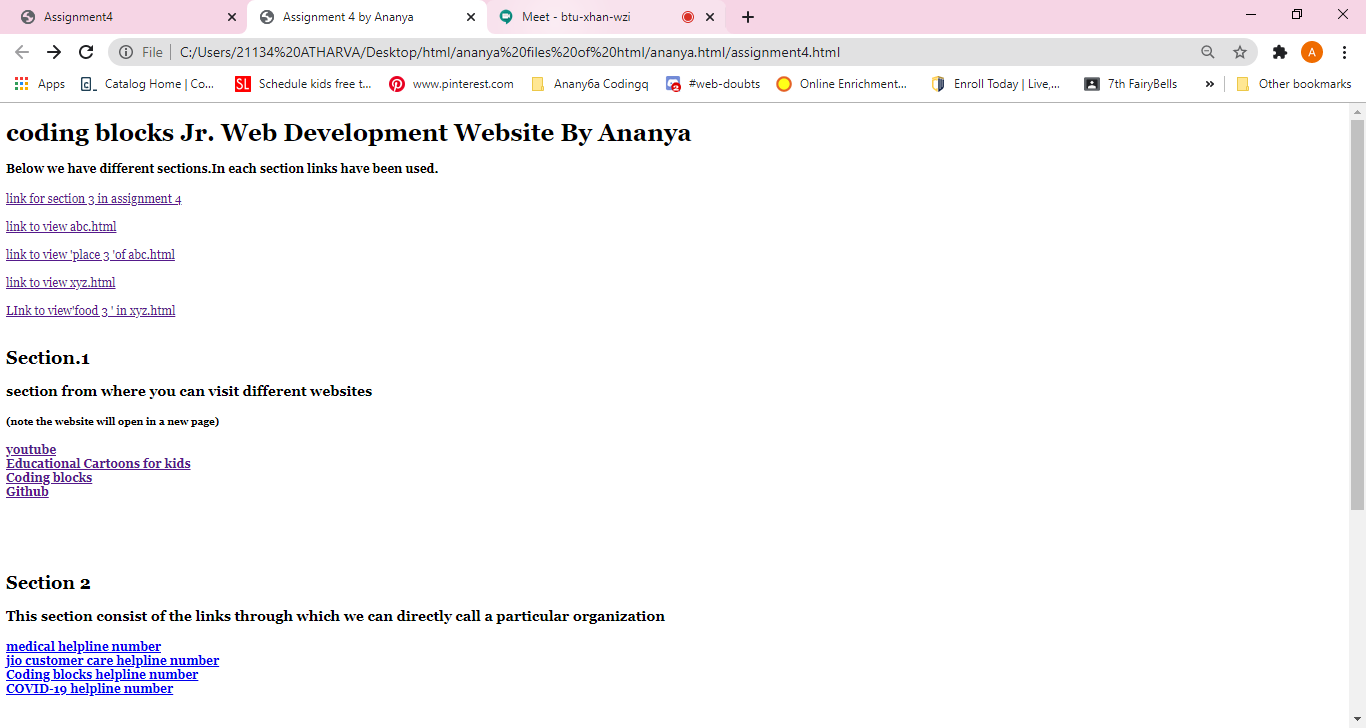 Assignment4
Assignment 4 by Ananya
Meet - btu-xhan-wzi
File
C:/Users/21134%20ATHARVA/Desktop/html/ananya%20files%20of%20html/ananya.html/assignment4.html
A
Apps
Catalog Home | Co...
SL Schedule kids free t...
www.pinterest.com
Anany6a Codingq
2 #web-doubts
Online Enrichment...
Enroll Today | Live,...
7th FairyBells
»
Other bookmarks
coding blocks Jr. Web Development Website By Ananya
Below we have different sections.In each section links have been used.
link for section 3 in assignment 4
link to view abc.html
link to view 'place 3 'of abc.html
link to view xyz.html
LInk to view'food 3 ' in xyz.html
Section.1
section from where you can visit different websites
(note the website will open in a new page)
youtube
Educational Cartoons for kids
Coding blocks
Github
Section 2
This section consist of the links through which we can directly call a particular organization
medical helpline number
jio customer care helpline number
Coding blocks helpline number
COVID-19 helpline number